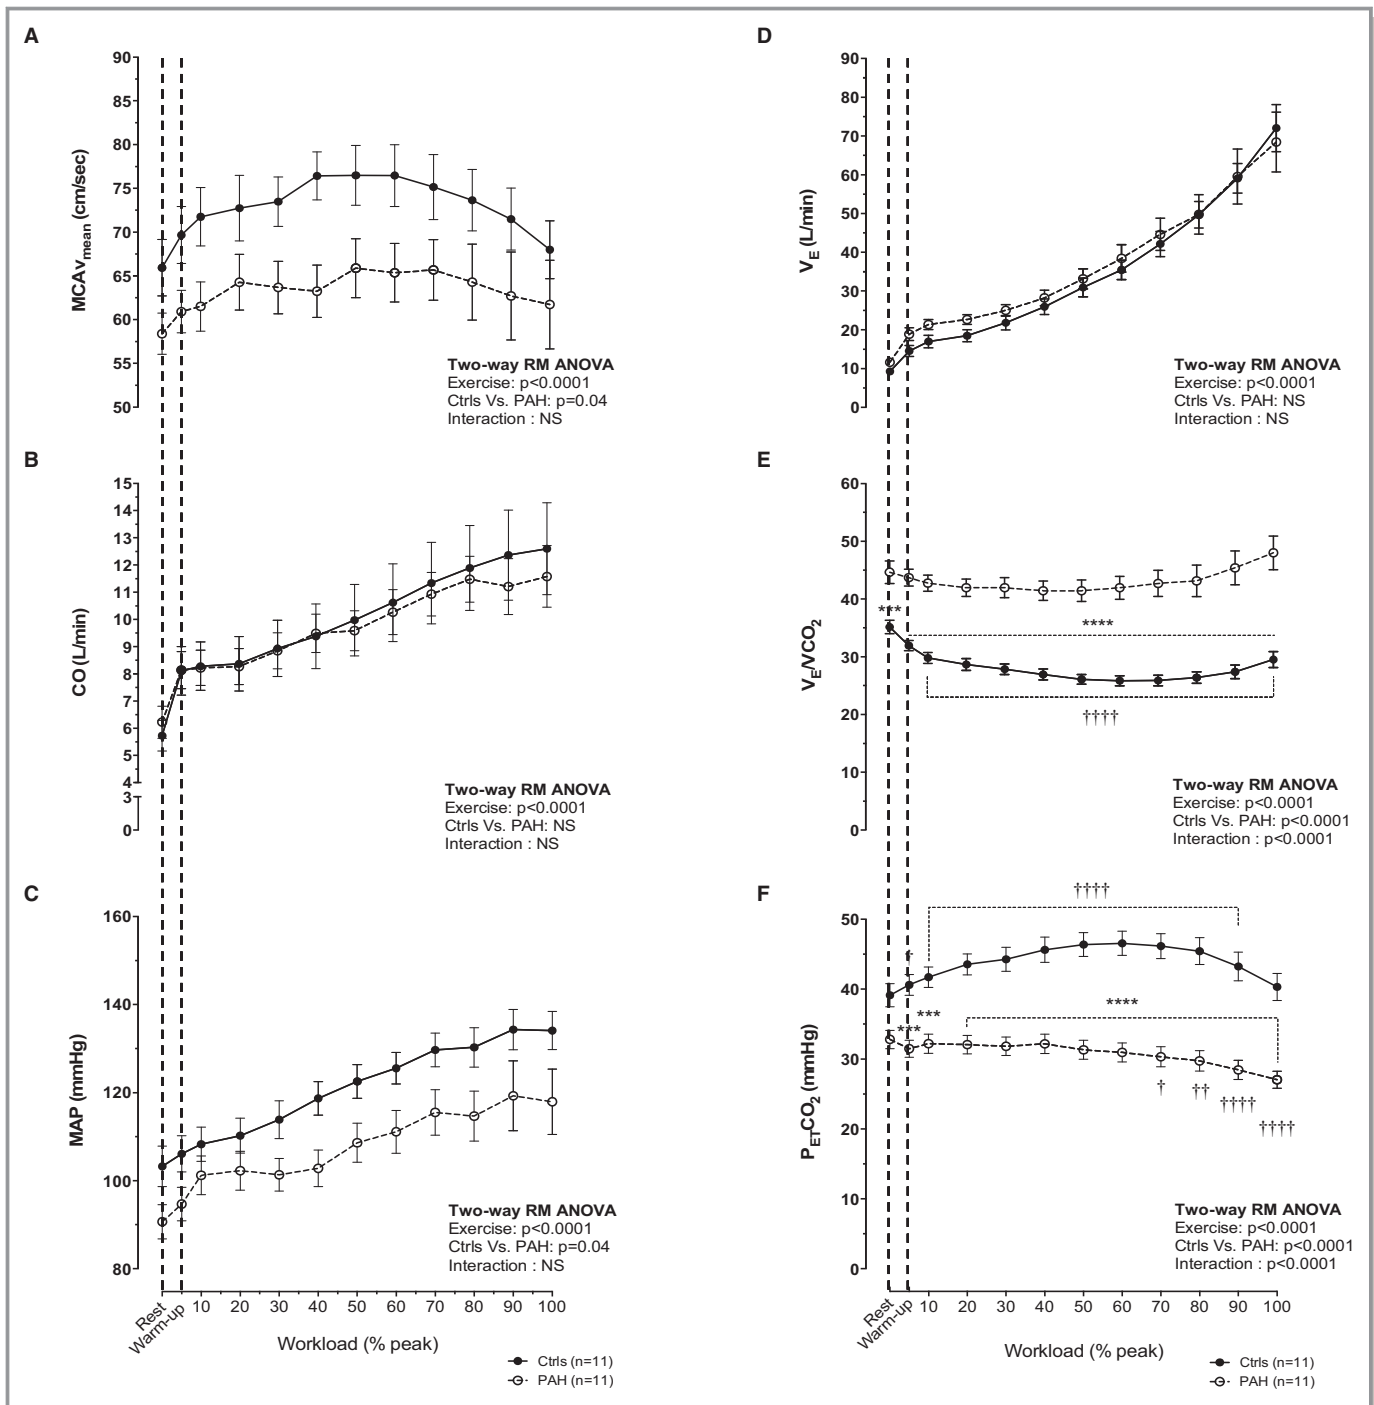 A
90
85
80
75
70
65
60
55
50
MCAvmean (cm/sec)
Two-way RM ANOVA
Exercise: p<0.0001
Ctrls Vs. PAH: p=0.04
Interaction : NS
B
15
14
13
12
11
10
9
8
7
6
5
4
3
0
CO (L/min)
Two-way RM ANOVA
Exercise: p<0.0001
Ctrls Vs. PAH: NS
Interaction : NS
C
160
140
120
100
80
MAP (mmHg)
Two-way RM ANOVA
Exercise: p<0.0001
Ctrls Vs. PAH: p=0.04
Interaction : NS
Rest
Warm-up
10 20 30 40 50 60 70 80 90 100
Workload (% peak)
Ctrls (n=11)
PAH (n=11)
D
90
80
70
60
50
40
30
20
10
0
VE (L/min)
Two-way RM ANOVA
Exercise: p<0.0001
Ctrls Vs. PAH: NS
Interaction : NS
E
60
50
40
30
20
10
0
VE/VCO2
***
****
††††
Two-way RM ANOVA
Exercise: p<0.0001
Ctrls Vs. PAH: p<0.0001
Interaction : p<0.0001
F
50
40
30
20
10
0
PETCO2 (mmHg)
††††
†
***
***
****
†
††
††††
††††
Two-way RM ANOVA
Exercise: p<0.0001
Ctrls Vs. PAH: p<0.0001
Interaction : p<0.0001
Rest
Warm-up
10 20 30 40 50 60 70 80 90 100
Workload (% peak)
Ctrls (n=11)
PAH (n=11)